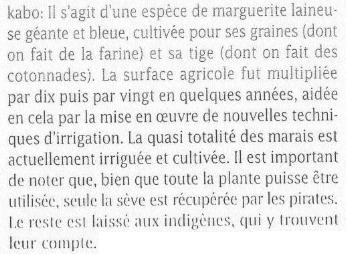 kabo: Il s'agit d'une espèce de marguerite laineu-
se géante et bleue, cultivée pour ses graines (dont
on fait de la farine) et sa tige (dont on fait des
cotonnades). La surface agricole fut multipliée
par dix puis par vingt en quelques années, aidée
en cela par la mise en œuvre de nouvelles techni-
ques d'irrigation. La quasi totalité des marais est
actuellement irriguée et cultivée. Il est important
de noter que, bien que toute la plante puisse être
utilisée, seule la sève est récupérée par les pirates.
Le reste est laissé aux indigènes, qui y trouvent
leur compte.